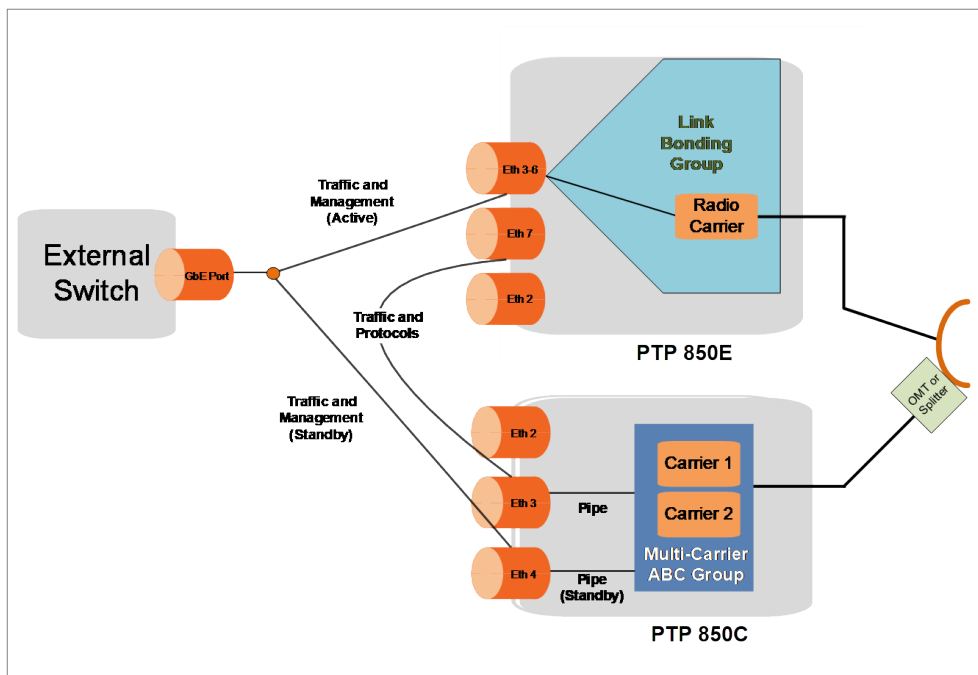 Link
Bonding
Group
Eth 3-6
Traffic and
Management
(Active)
Radio
Carrier
Eth 7
External
Switch
GbE Port
Eth 2
Traffic and
Protocols
PTP 850E
OMT or
Splitter
Traffic and
Management
(Standby)
Eth 2
Carrier 1
Eth 3
Pipe
Carrier 2
Multi-Carrier
ABC Group
Eth 4
Pipe
(Standby)
PTP 850C